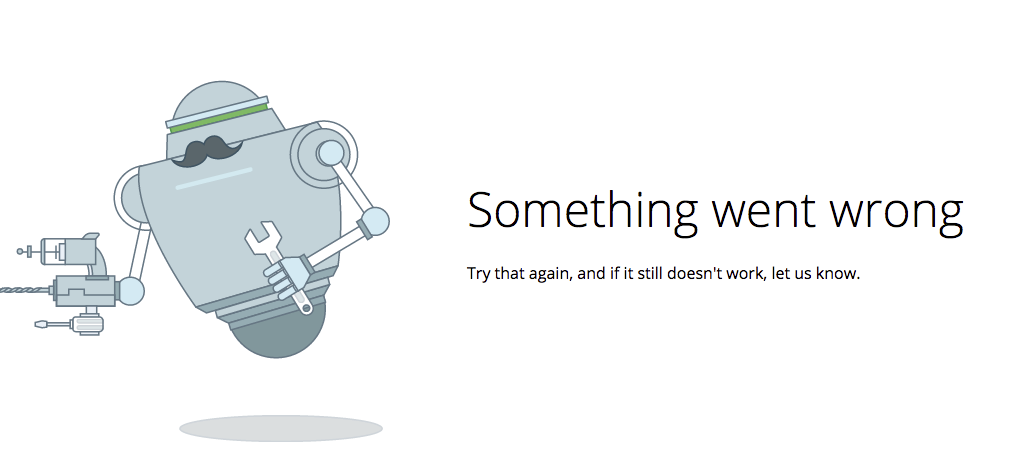 Something went wrong
Try that again, and if it still doesn't work, let us know.